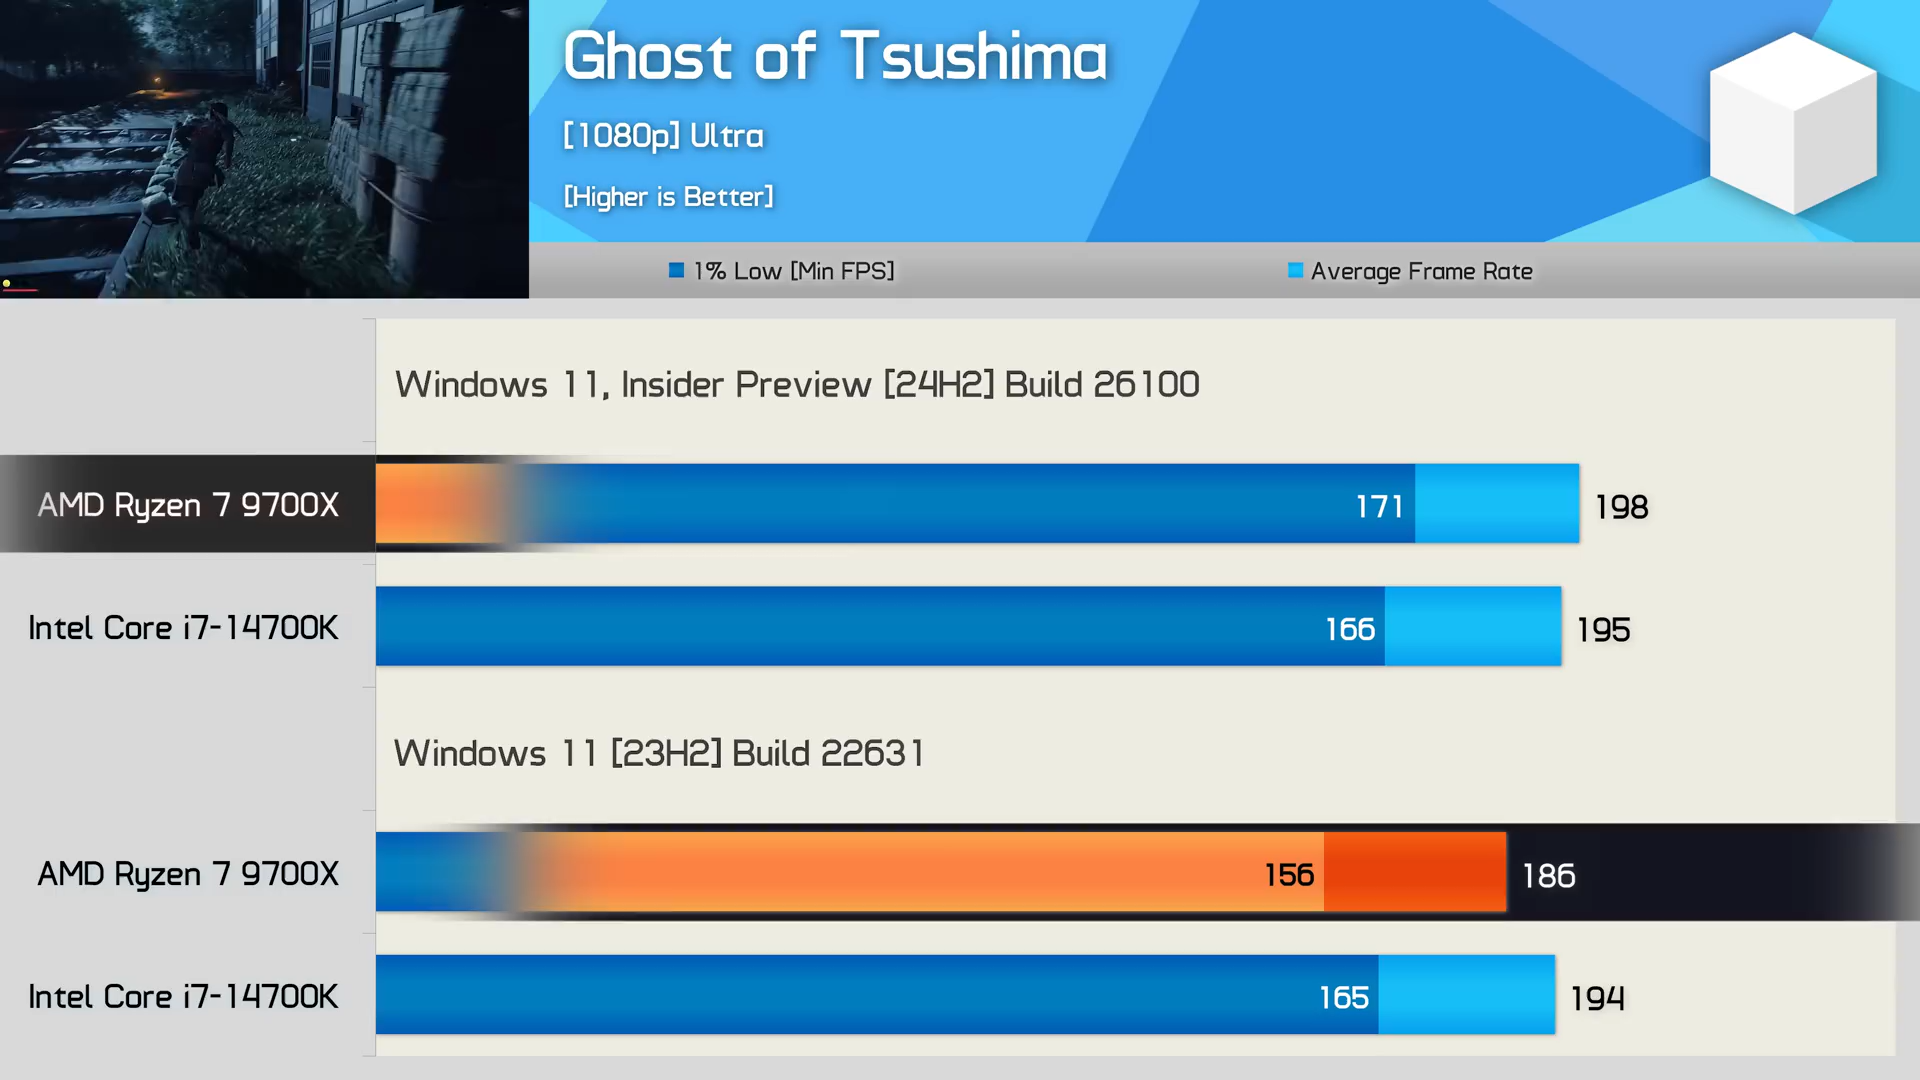 Ghost of Tsushima
[1080p] Ultra
[Higher is Better]
1% Low [Min FPS]
Average Frame Rate
Windows 11, Insider Preview [24H2] Build 26100
AMD Ryzen 7 9700X
171
198
Intel Core i7-14700K
166
195
Windows 11 [23H2] Build 22631
AMD Ryzen 7 9700X
156
186
Intel Core i7-14700K
165
194